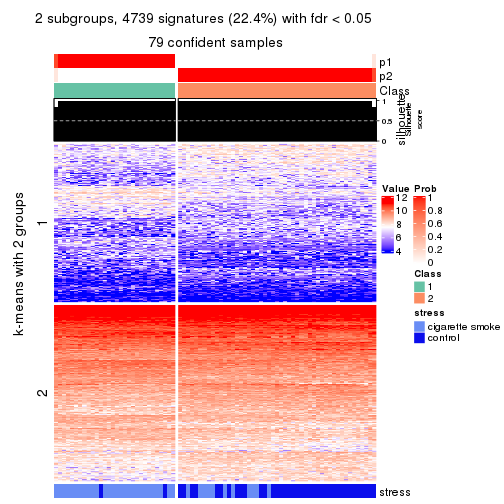 2 subgroups, 4739 signatures (22.4%) with fdr < 0.05
79 confident samples
p1
p2
Class
1
0.5
0
silhouette
Silhouette
score
k-means with 2 groups
1
2
Value
12
10
8
6
4
Prob
1
0.8
0.6
0.4
0.2
0
Class
1
2
stress
cigarette smoke
control
stress